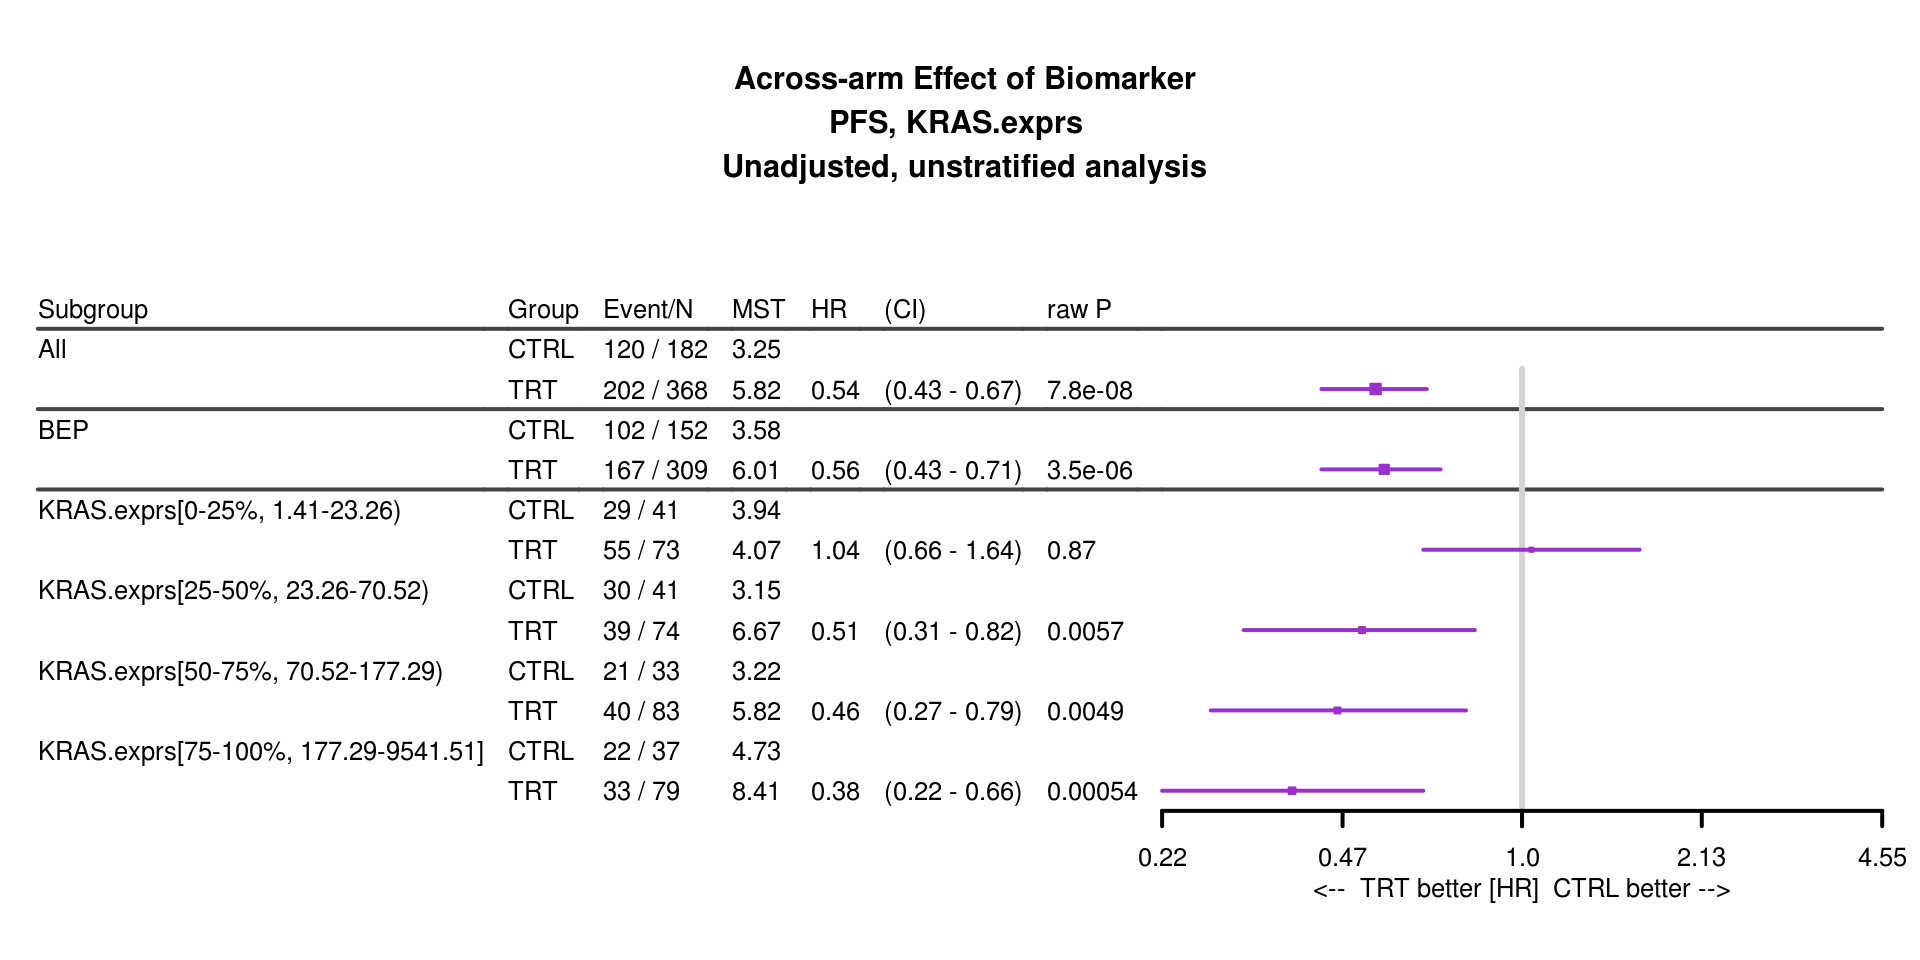 Across-arm Effect of Biomarker
PFS, KRAS.exprs
Unadjusted, unstratified analysis
Subgroup Group Event/N MST HR (CI) raw P
All CTRL 120 / 182 3.25
TRT 202 / 368 5.82 0.54 (0.43 - 0.67) 7.8e-08
BEP CTRL 102 / 152 3.58
TRT 167 / 309 6.01 0.56 (0.43 - 0.71) 3.5e-06
KRAS.exprs[0-25%, 1.41-23.26) CTRL 29 / 41 3.94
TRT 55 / 73 4.07 1.04 (0.66 - 1.64) 0.87
KRAS.exprs[25-50%, 23.26-70.52) CTRL 30 / 41 3.15
TRT 39 / 74 6.67 0.51 (0.31 - 0.82) 0.0057
KRAS.exprs[50-75%, 70.52-177.29) CTRL 21 / 33 3.22
TRT 40 / 83 5.82 0.46 (0.27 - 0.79) 0.0049
KRAS.exprs[75-100%, 177.29-9541.51] CTRL 22 / 37 4.73
TRT 33 / 79 8.41 0.38 (0.22 - 0.66) 0.00054
0.22 0.47 1.0 2.13 4.55
<-- TRT better [HR] CTRL better -->